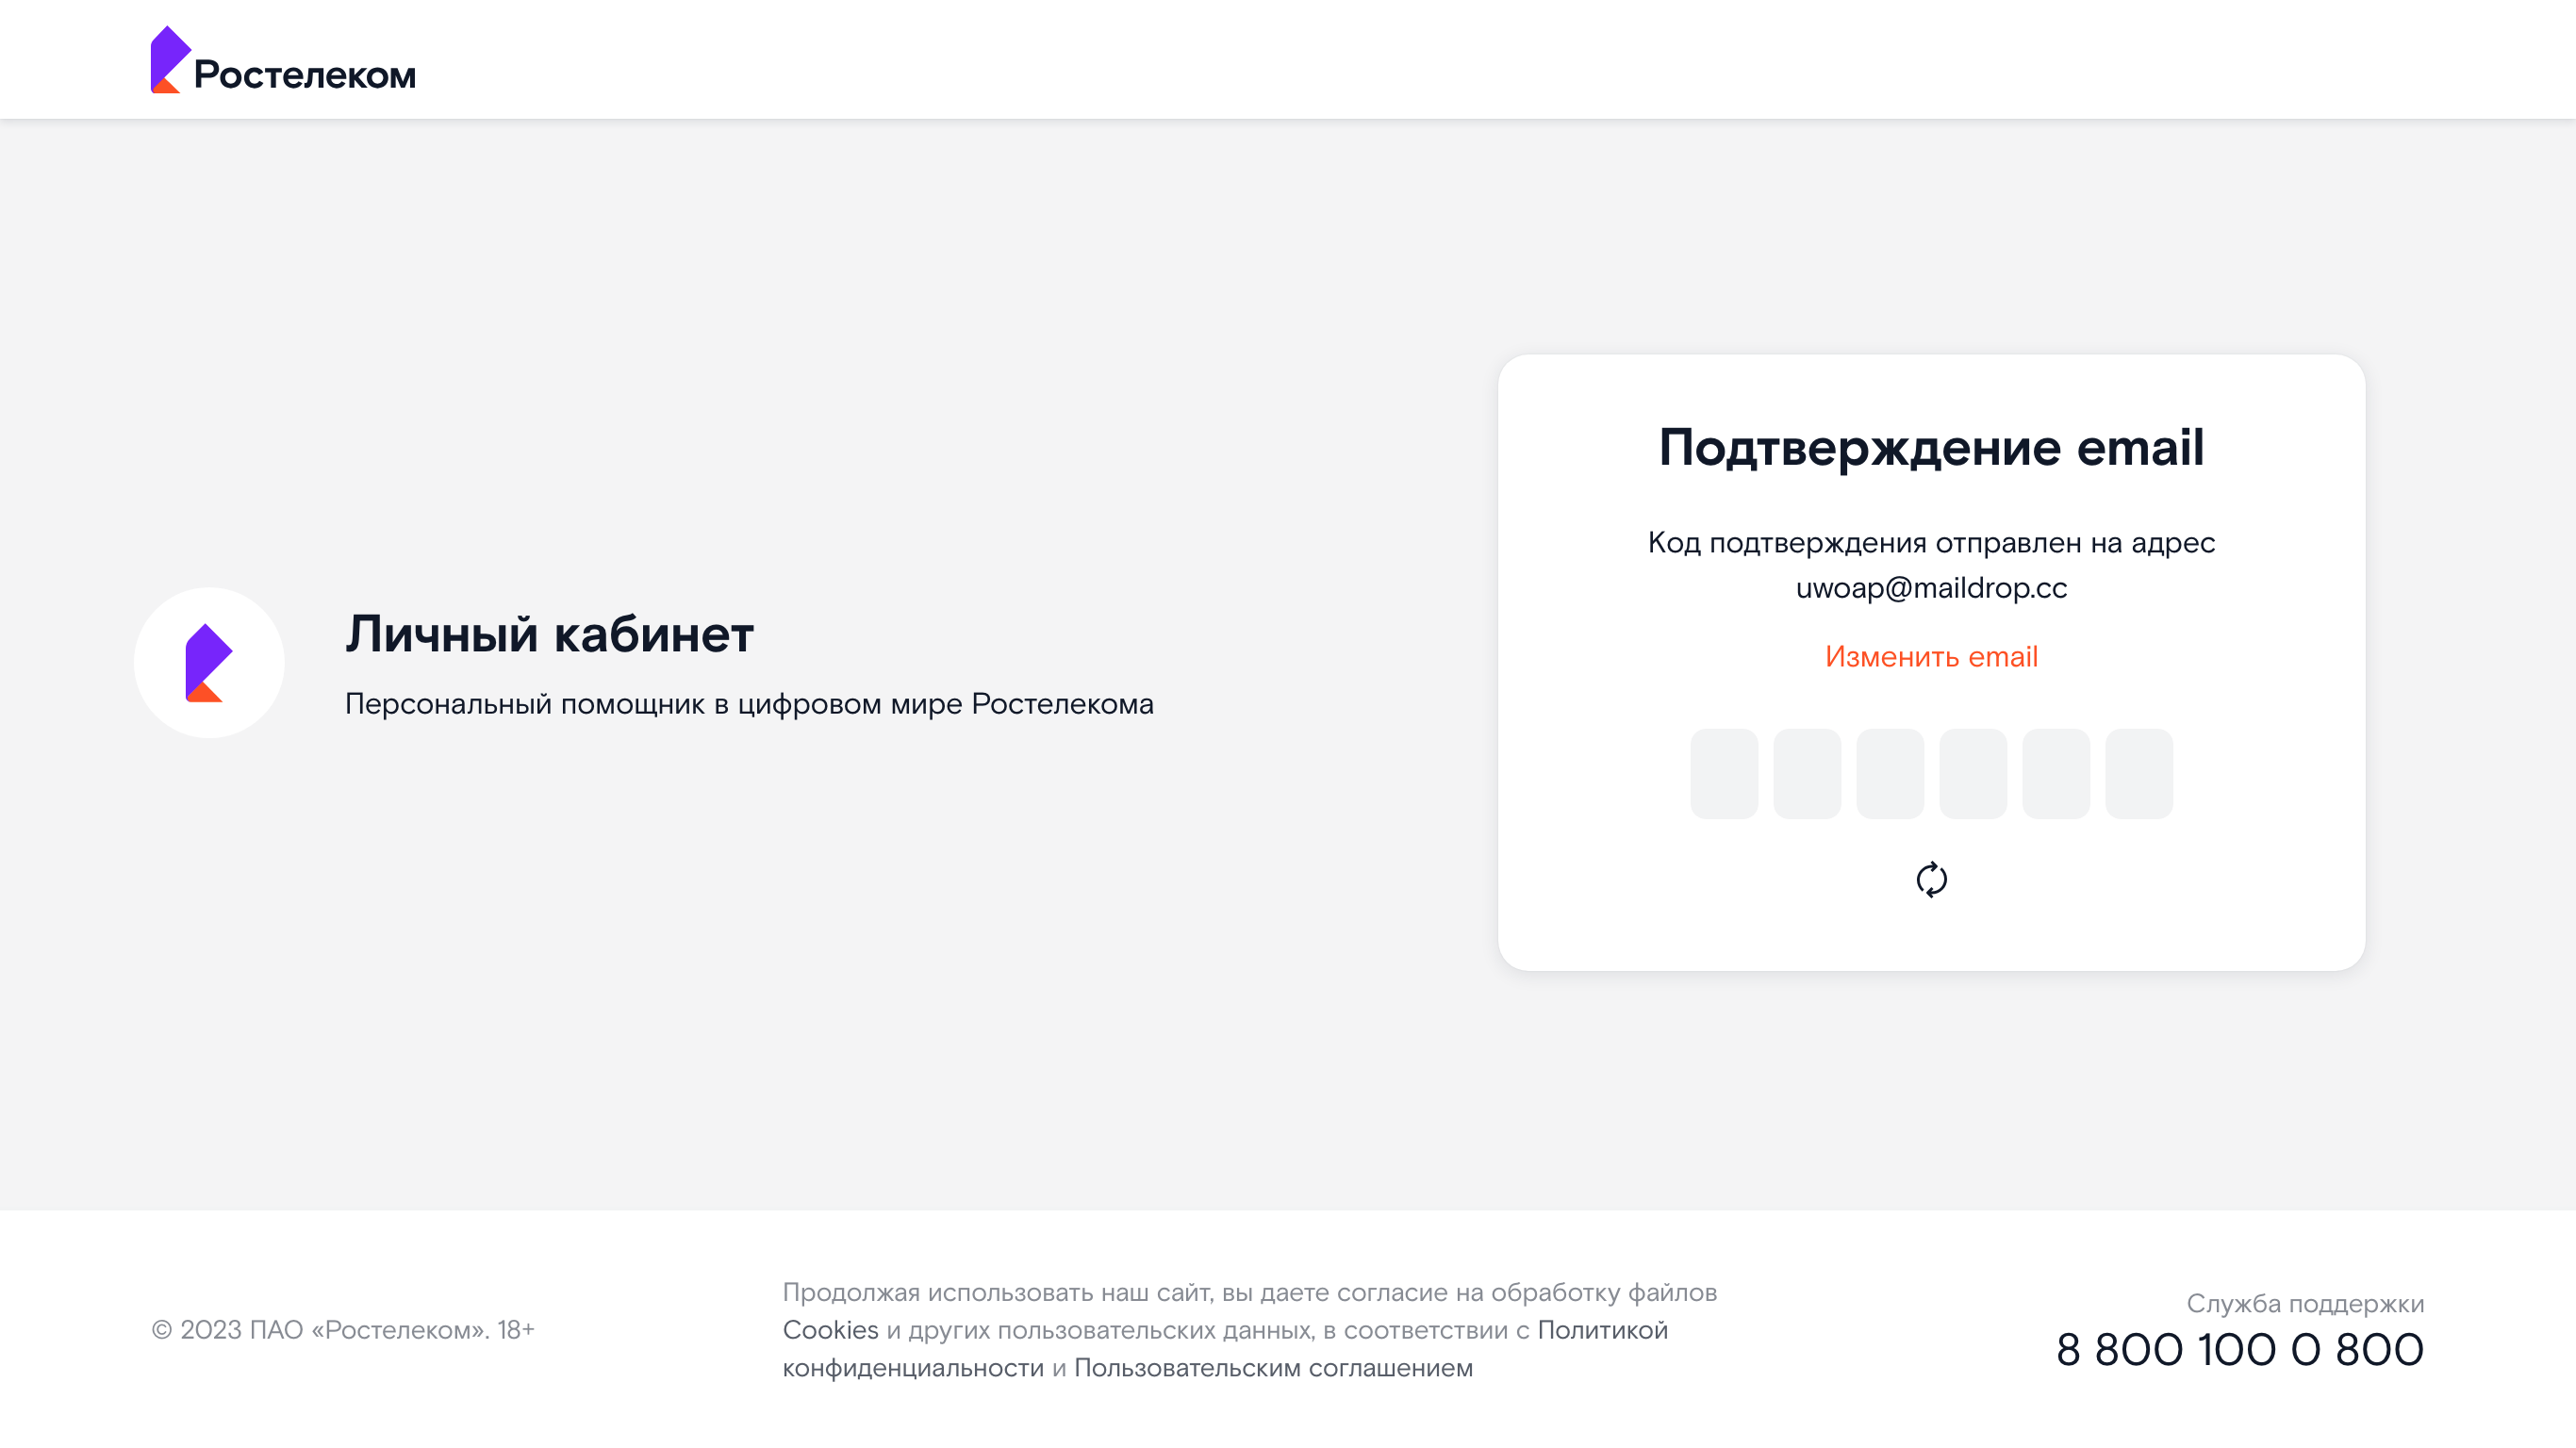 Ростелеком
Личный кабинет
Персональный помощник в цифровом мире Ростелекома
Подтверждение email
Код подтверждения отправлен на адрес
uwoap@maildrop.cc
Изменить email
© 2023 ПАО «Ростелеком». 18+
Продолжая использовать наш сайт, вы даете согласие на обработку файлов
Cookies и других пользовательских данных, в соответствии с Политикой
конфиденциальности и Пользовательским соглашением
Служба поддержки
8 800 100 0 800